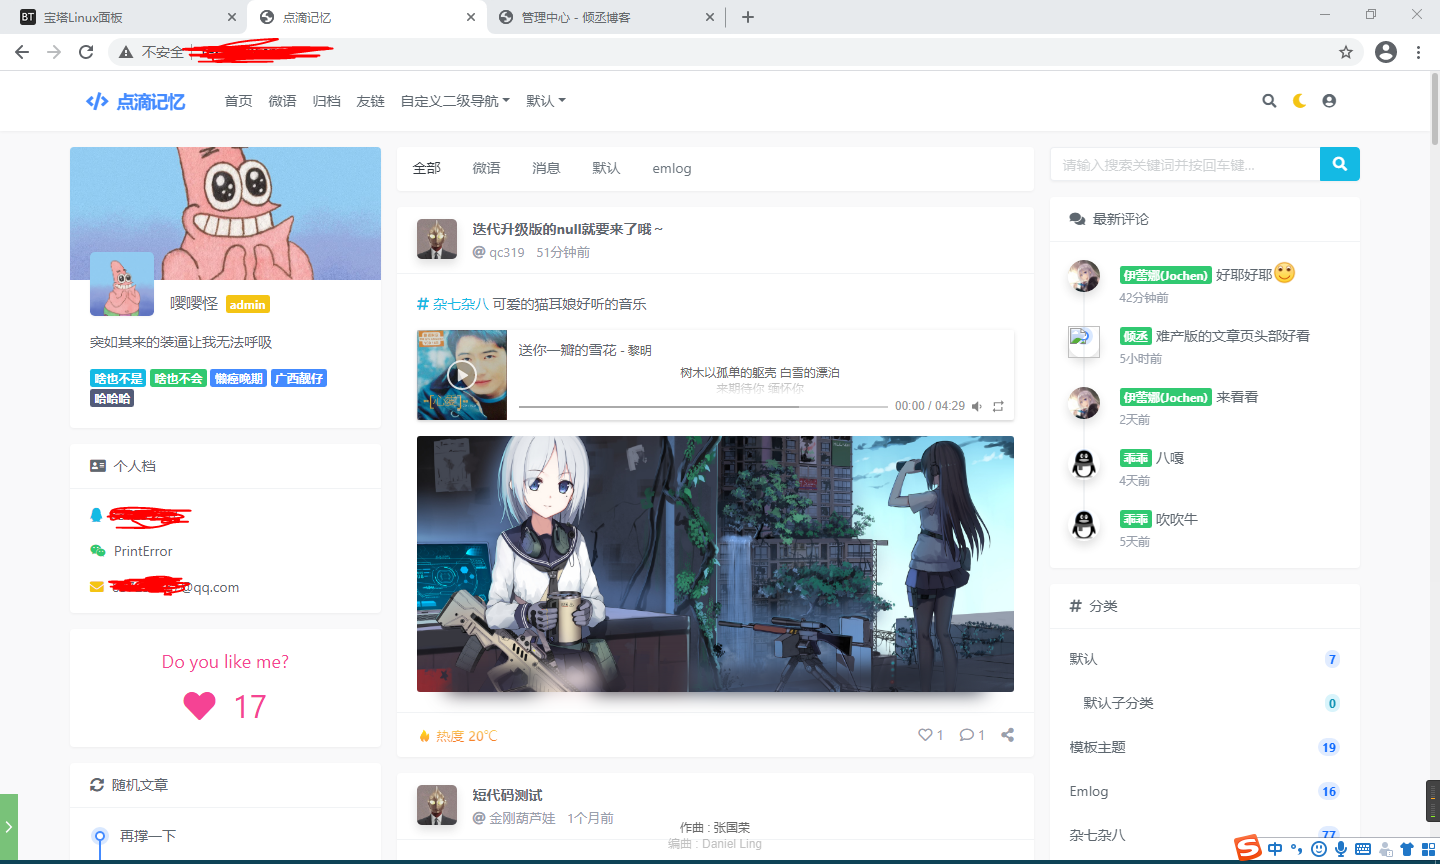 BT 宝塔Linux面板
点滴记忆
管理中心 - 倾丞博客
不安全
</> 点滴记忆
首页 微语 归档 友链 自定义二级导航 默认
嘤嘤怪 admin
突如其来的装逼让我无法呼吸
啥也不是 啥也不会 懒癌晚期 广西靓仔
哈哈哈
个人档
PrintError
@qq.com
Do you like me?
17
随机文章
再撑一下
全部 微语 消息 默认 emlog
迭代升级版的null就要来了哦~
@ qc319 51分钟前
# 杂七杂八 可爱的猫耳娘好听的音乐
送你一瓣的雪花 - 黎明
树木以孤单的躯壳 白雪的漂泊
来期待你 缅怀你
00:00 / 04:29
热度 20℃
1 1
短代码测试
@ 金刚葫芦娃 1个月前
作曲 : 张国荣
编曲 : Daniel Ling
请输入搜索关键词并按回车键...
最新评论
伊蕾娜(Jochen) 好耶好耶
42分钟前
倾丞 难产版的文章页头部好看
5小时前
伊蕾娜(Jochen) 来看看
2天前
乖乖 八嘎
4天前
乖乖 吹吹牛
5天前
# 分类
默认 7
默认子分类 0
模板主题 19
Emlog 16
杂七杂八 77
中